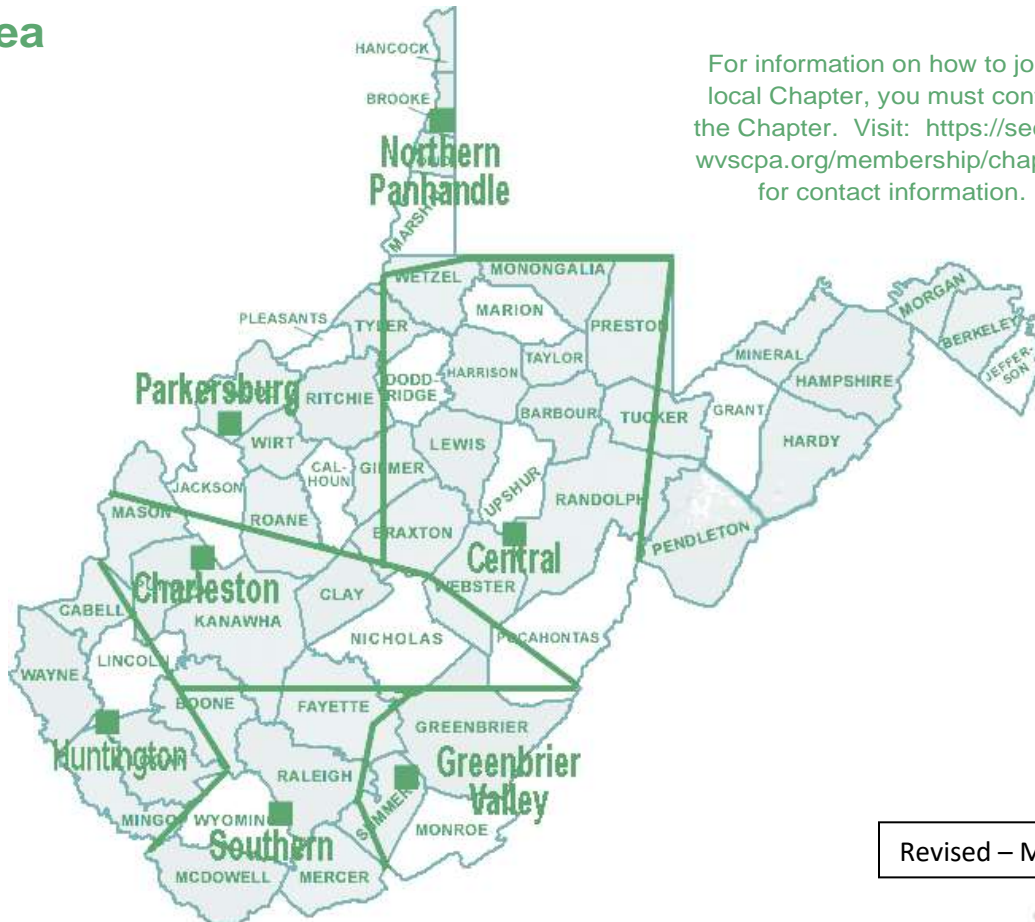 ea
For information on how to jo
local Chapter, you must con
the Chapter. Visit: https://se
wvscpa.org/membership/chap
for contact information.
HANCOCK
BROOKE
Northern
Panhandle
MARSH
WETZEL
MONONGALIA
MARION
PRESTON
MORGAN
BERKELEY
JEFFER-
SON
PLEASANTS
TYLER
TAYLOR
MINERAL
HAMPSHIRE
Parkersburg
RITCHIE
DODD-
RIDGE
HARRISON
BARBOUR
TUCKER
GRANT
HARDY
WIRT
CAL-
HOUN
GILMER
LEWIS
UPSHUR
RANDOLPH
JACKSON
MASON
ROANE
BRAXTON
PENDLETON
Central
Charleston
CLAY
WEBSTER
CABELL
KANAWHA
NICHOLAS
POCAHONTAS
WAYNE
LINCOLN
BOONE
FAYETTE
GREENBRIER
Huntington
RALEIGH
Greenbrier
Valley
SUMMERS
MINGO
WYOMING
MONROE
Southern
MCDOWELL
MERCER
Revised – M